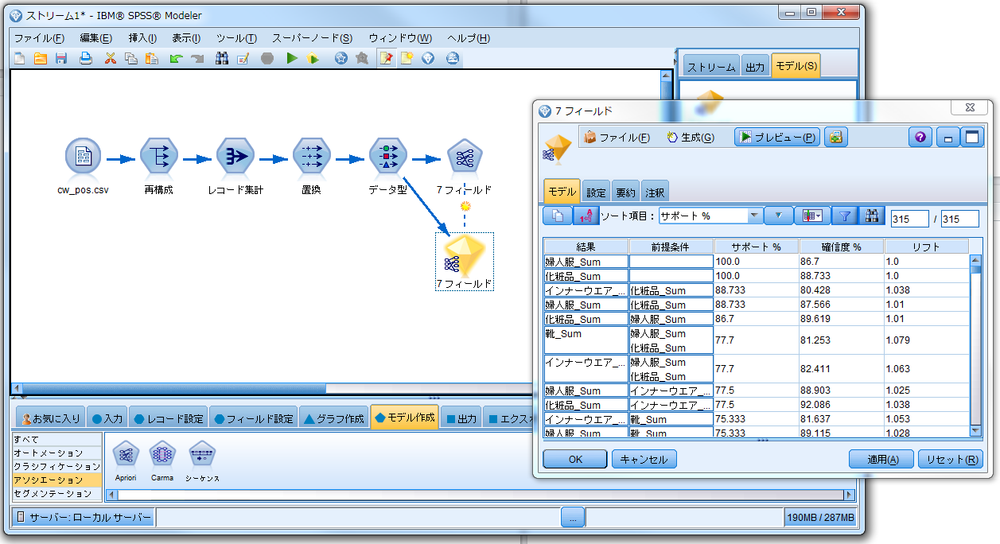 ストリーム1* - IBM® SPSS® Modeler
ファイル(F) 編集(E) 挿入(I) 表示(I) ツール(T) スーパーノード(S) ウィンドウ(W) ヘルプ(H)
ストリーム 出力 モデル(S)
cw_pos.csv 再構成 レコード集計 置換 データ型 7 フィールド
7 フィールド
お気に入り 入力 レコード設定 フィールド設定 グラフ作成 モデル作成 出力 エクスポ
すべて
オートメーション
クラシフィケーション
アソシエーション
セグメンテーション
Apriori Carma シーケンス
サーバー: ローカル サーバー ... 190MB / 287MB
7 フィールド
ファイル(F) 生成(G) プレビュー(P)
モデル 設定 要約 注釈
ソート項目： サポート % 315 / 315
結果 前提条件 サポート % 確信度 % リフト
婦人服_Sum 100.0 86.7 1.0
化粧品_Sum 100.0 88.733 1.0
インナーウエア_... 化粧品_Sum 88.733 80.428 1.038
婦人服_Sum 化粧品_Sum 88.733 87.566 1.01
化粧品_Sum 婦人服_Sum 86.7 89.619 1.01
靴_Sum 婦人服_Sum 77.7 81.253 1.079
化粧品_Sum
インナーウエア_... 婦人服_Sum 77.7 82.411 1.063
化粧品_Sum
婦人服_Sum インナーウエア_... 77.5 88.903 1.025
化粧品_Sum インナーウエア_... 77.5 92.086 1.038
インナーウエア_... 靴_Sum 75.333 81.637 1.053
婦人服_Sum 靴_Sum 75.333 89.115 1.028
OK キャンセル 適用(A) リセット(R)